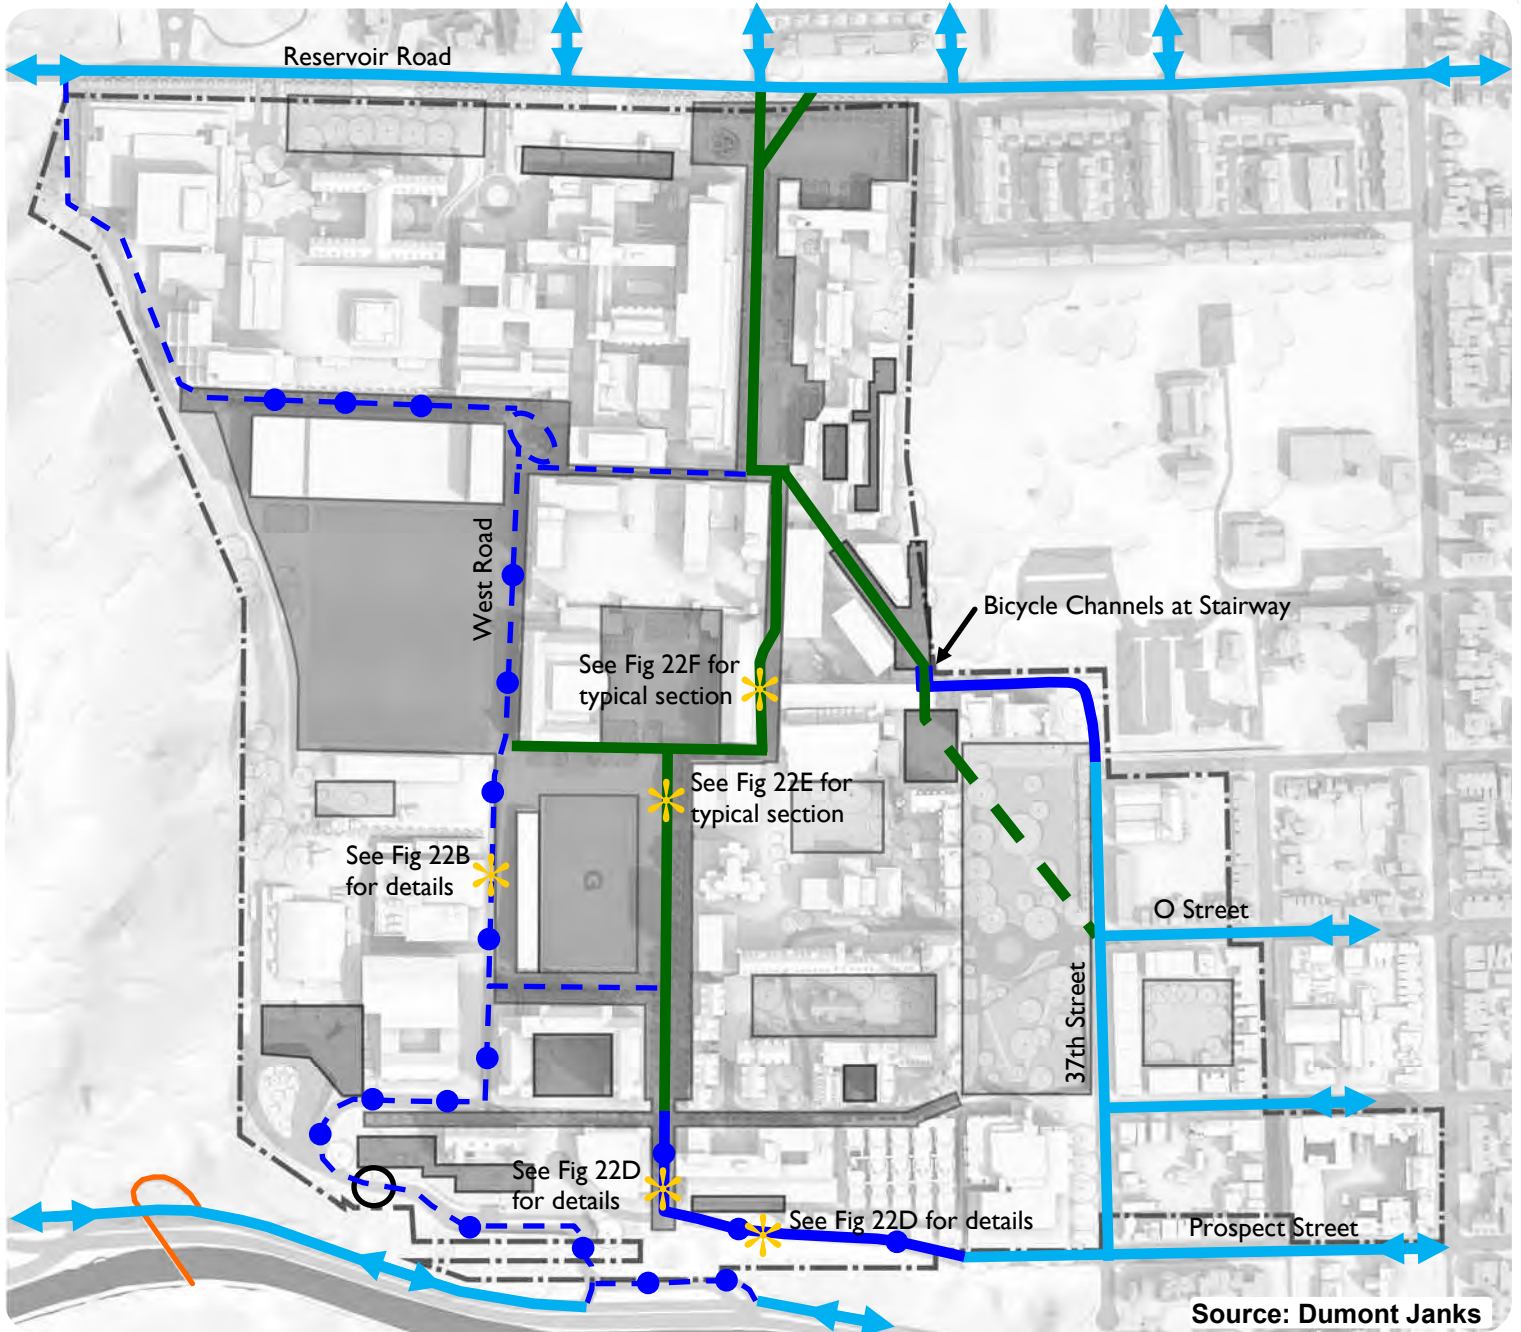 Reservoir Road
West Road
Bicycle Channels at Stairway
See Fig 22F for
typical section
See Fig 22E for
typical section
See Fig 22B
for details
G
O Street
37th Street
See Fig 22D
for details
See Fig 22D for details
Prospect Street
Source: Dumont Janks